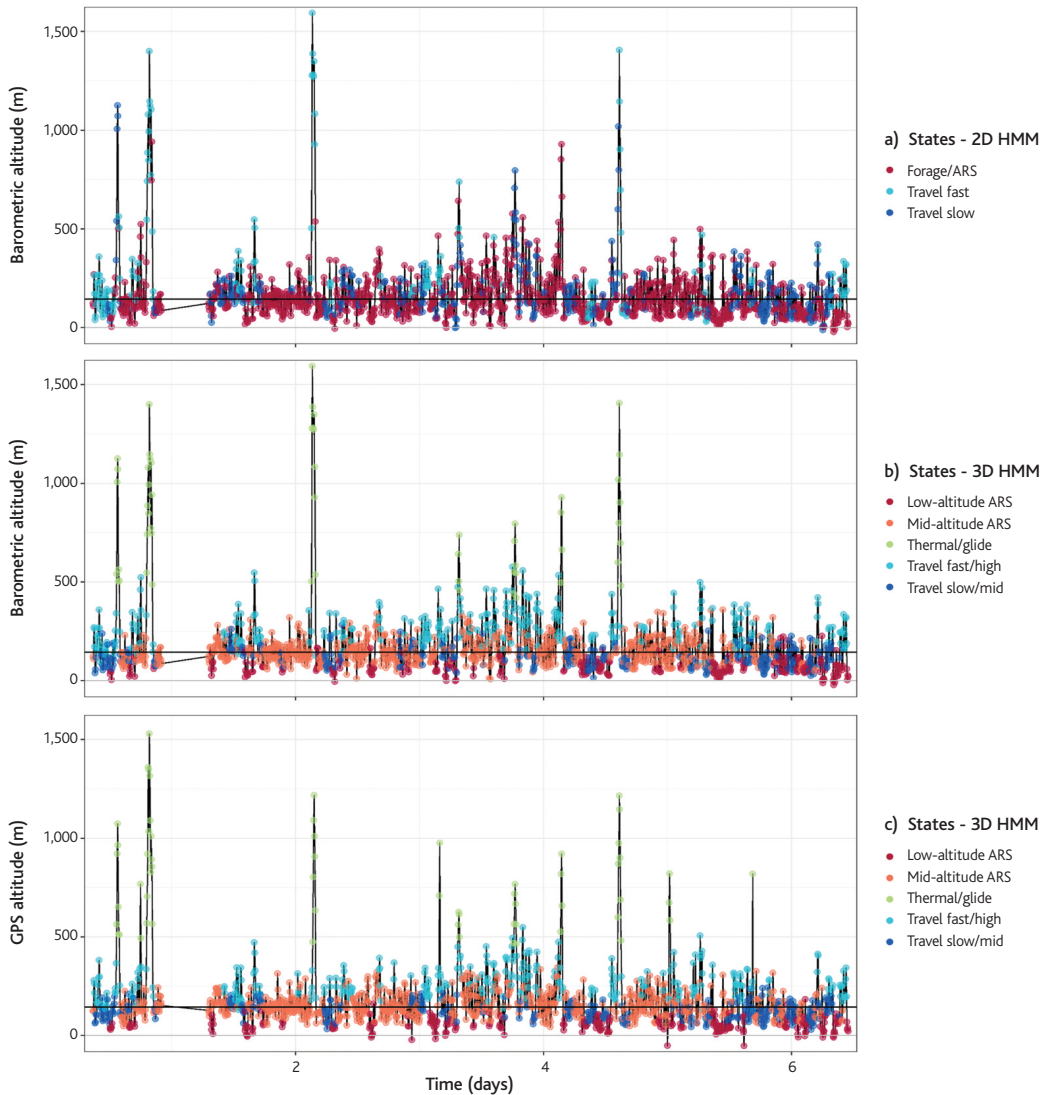 1,500
1,000
500
0
Barometric altitude (m)
a) States - 2D HMM
Forage/ARS
Travel fast
Travel slow
1,500
1,000
500
0
Barometric altitude (m)
b) States - 3D HMM
Low-altitude ARS
Mid-altitude ARS
Thermal/glide
Travel fast/high
Travel slow/mid
1,500
1,000
500
0
GPS altitude (m)
c) States - 3D HMM
Low-altitude ARS
Mid-altitude ARS
Thermal/glide
Travel fast/high
Travel slow/mid
2
4
6
Time (days)